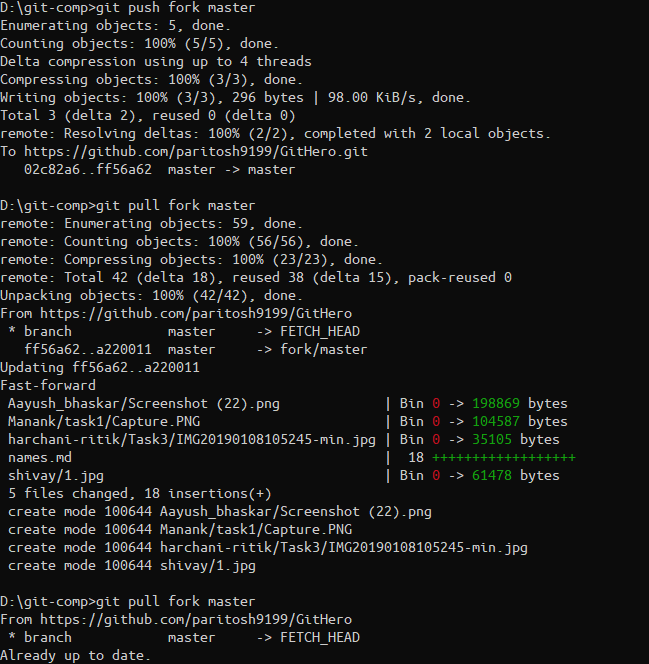 D:\git-comp>git push fork master
Enumerating objects: 5, done.
Counting objects: 100% (5/5), done.
Delta compression using up to 4 threads
Compressing objects: 100% (3/3), done.
Writing objects: 100% (3/3), 296 bytes | 98.00 KiB/s, done.
Total 3 (delta 2), reused 0 (delta 0)
remote: Resolving deltas: 100% (2/2), completed with 2 local objects.
To https://github.com/paritosh9199/GitHero.git
   02c82a6..ff56a62  master -> master

D:\git-comp>git pull fork master
remote: Enumerating objects: 59, done.
remote: Counting objects: 100% (56/56), done.
remote: Compressing objects: 100% (23/23), done.
remote: Total 42 (delta 18), reused 38 (delta 15), pack-reused 0
Unpacking objects: 100% (42/42), done.
From https://github.com/paritosh9199/GitHero
 * branch            master     -> FETCH_HEAD
   ff56a62..a220011  master     -> fork/master
Updating ff56a62..a220011
Fast-forward
 Aayush_bhaskar/Screenshot (22).png             | Bin 0 -> 198869 bytes
 Manank/task1/Capture.PNG                       | Bin 0 -> 104587 bytes
 harchani-ritik/Task3/IMG20190108105245-min.jpg | Bin 0 -> 35105 bytes
 names.md                                       |  18 ++++++++++++++++++
 shivay/1.jpg                                   | Bin 0 -> 61478 bytes
 5 files changed, 18 insertions(+)
 create mode 100644 Aayush_bhaskar/Screenshot (22).png
 create mode 100644 Manank/task1/Capture.PNG
 create mode 100644 harchani-ritik/Task3/IMG20190108105245-min.jpg
 create mode 100644 shivay/1.jpg

D:\git-comp>git pull fork master
From https://github.com/paritosh9199/GitHero
 * branch            master     -> FETCH_HEAD
Already up to date.